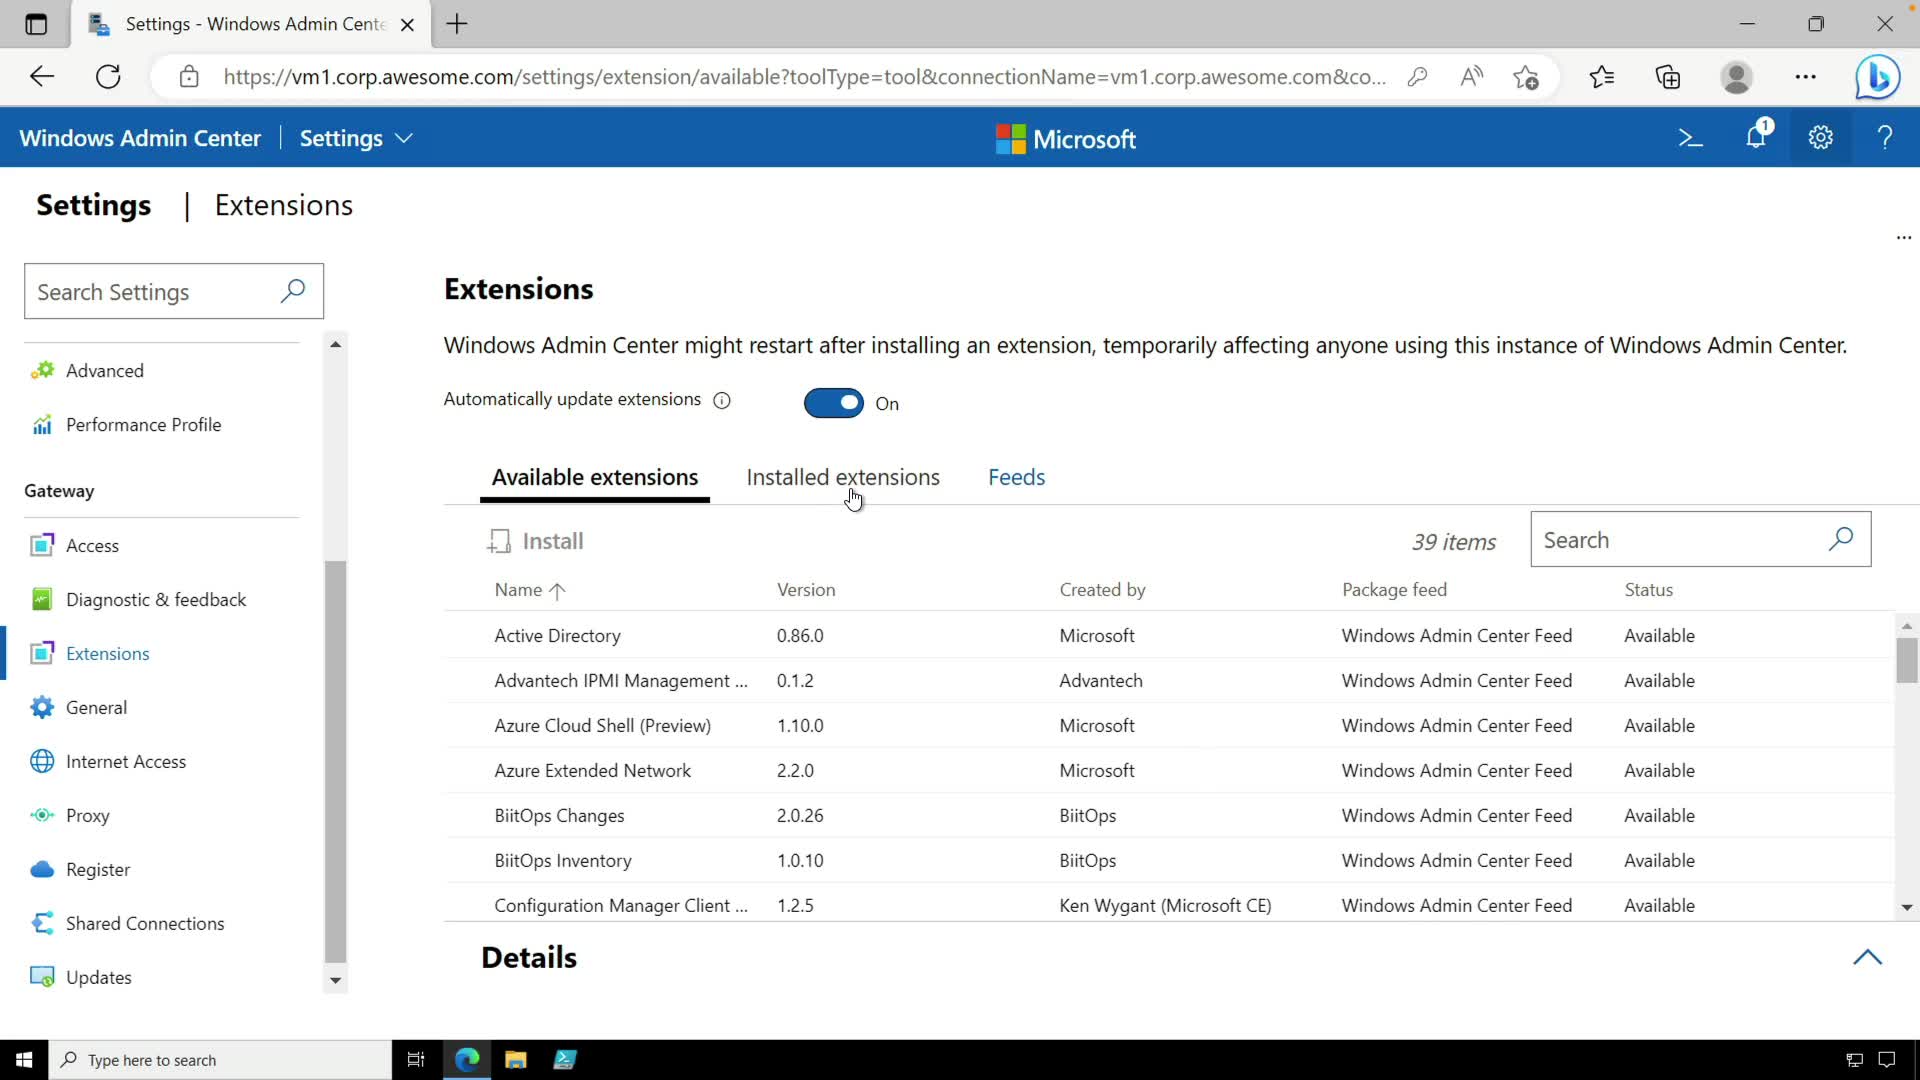 Settings - Windows Admin Cente
https://vm1.corp.awesome.com/settings/extension/available?toolType=tool&connectionName=vm1.corp.awesome.com&co...
Windows Admin Center | Settings
Microsoft
1
?
Settings | Extensions
...
Search Settings
Advanced
Performance Profile
Gateway
Access
Diagnostic & feedback
Extensions
General
Internet Access
Proxy
Register
Shared Connections
Updates
Extensions
Windows Admin Center might restart after installing an extension, temporarily affecting anyone using this instance of Windows Admin Center.
Automatically update extensions On
Available extensions Installed extensions Feeds
Install 39 items Search
Name Version Created by Package feed Status
Active Directory 0.86.0 Microsoft Windows Admin Center Feed Available
Advantech IPMI Management ... 0.1.2 Advantech Windows Admin Center Feed Available
Azure Cloud Shell (Preview) 1.10.0 Microsoft Windows Admin Center Feed Available
Azure Extended Network 2.2.0 Microsoft Windows Admin Center Feed Available
BiitOps Changes 2.0.26 BiitOps Windows Admin Center Feed Available
BiitOps Inventory 1.0.10 BiitOps Windows Admin Center Feed Available
Configuration Manager Client ... 1.2.5 Ken Wygant (Microsoft CE) Windows Admin Center Feed Available
Details
Type here to search